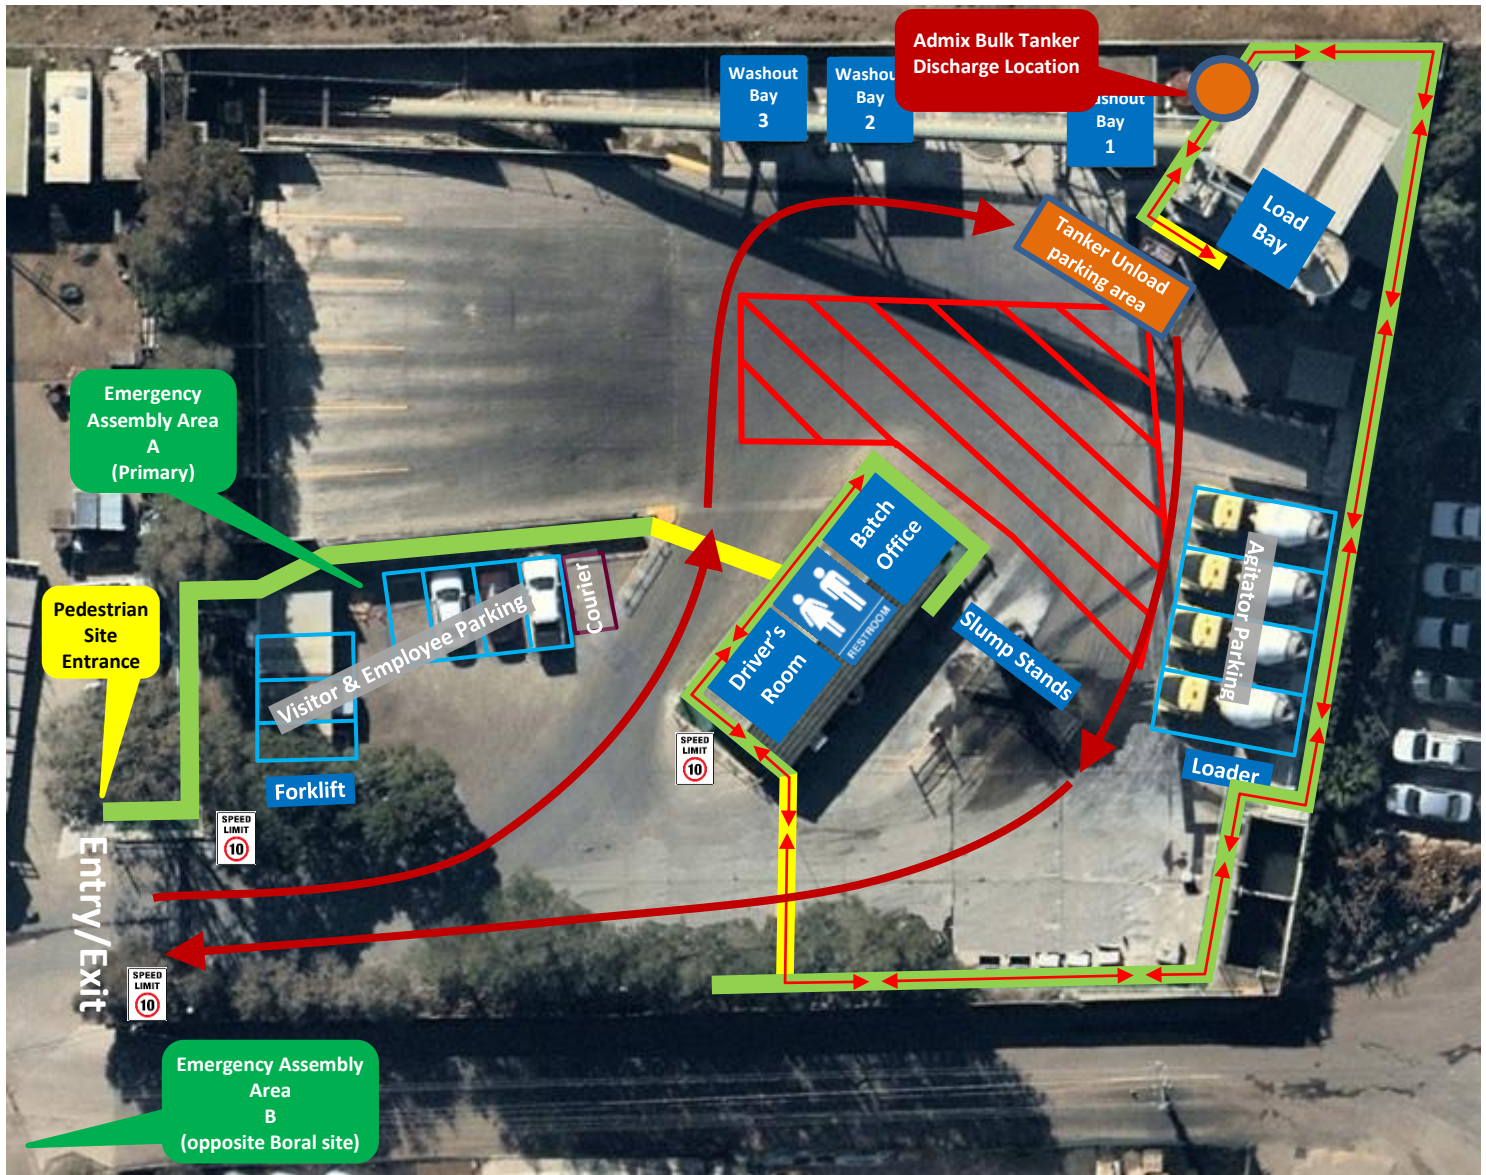 Admix Bulk Tanker
Discharge Location
Washout
Bay
3
Washou
Bay
2
ashout
Bay
1
Load
Bay
Tanker Unload
parking area
Emergency
Assembly Area
A
(Primary)
Batch
Office
RESTROOM
Driver's
Room
Courier
Visitor & Employee Parking
Pedestrian
Site
Entrance
Slump Stands
Agitator Parking
Loader
Forklift
SPEED
LIMIT
10
SPEED
LIMIT
10
Entry/Exit
SPEED
LIMIT
10
Emergency Assembly
Area
B
(opposite Boral site)